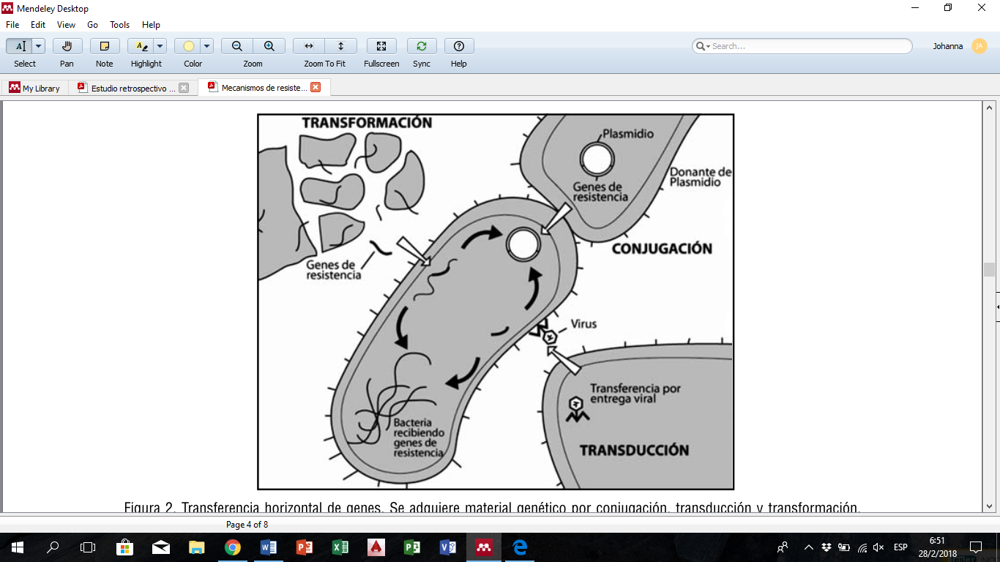 Mendeley Desktop
File Edit View Go Tools Help
Select Pan Note Highlight Color Zoom Zoom To Fit Fullscreen Sync Help
Search...
Johanna
JA
My Library
Estudio retrospectivo ...
Mecanismos de resiste...
TRANSFORMACIÓN
Plasmidio
Genes de
resistencia
Donante de
Plasmidio
CONJUGACIÓN
Genes de
resistencia
Virus
Transferencia por
entrega viral
TRANSDUCCIÓN
Bacteria
recibiendo
genes de
resistencia
Figura 2. Transferencia horizontal de genes. Se adquiere material genético por conjugación, transducción y transformación.
Page 4 of 8
ESP
6:51
28/2/2018